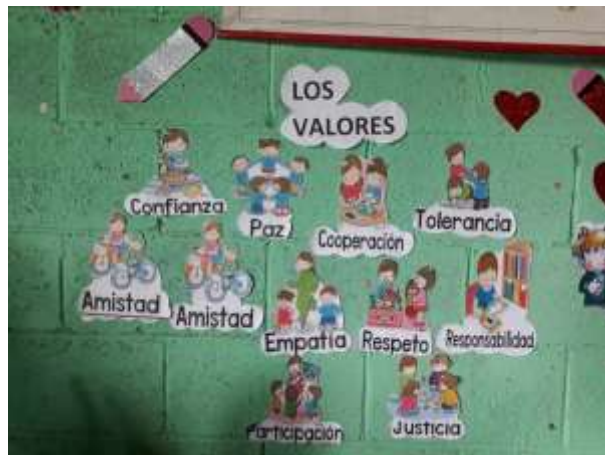 LOS
VALORES
Confianza
Paz
Cooperación
Tolerancia
Amistad
Amistad
Empatía
Respeto
Responsabilidad
Participación
Justicia